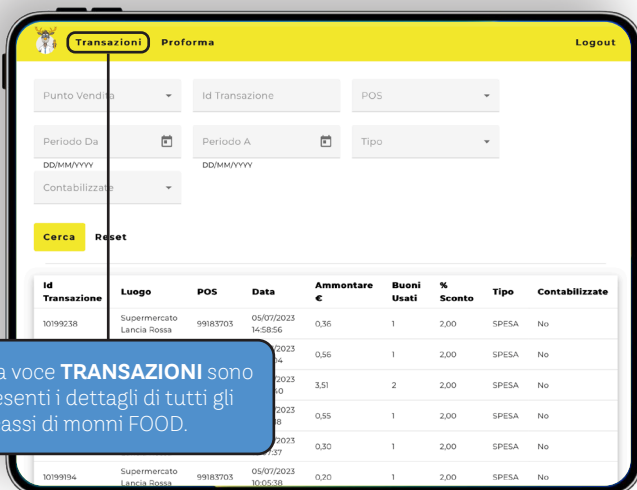 Transazioni Proforma Logout
Punto Vendita Id Transazione POS
Periodo Da Periodo A Tipo
DD/MM/YYYY DD/MM/YYYY
Contabilizzate
Cerca Reset
Id Transazione Luogo POS Data Ammontare € Buoni Usati % Sconto Tipo Contabilizzate
10199238 Supermercato Lancia Rossa 99183703 05/07/2023 14:58:56 0,36 1 2,00 SPESA No
0,56 1 2,00 SPESA No
3,51 2 2,00 SPESA No
0,55 1 2,00 SPESA No
0,30 1 2,00 SPESA No
10199194 Supermercato Lancia Rossa 99183703 05/07/2023 10:05:38 0,20 1 2,00 SPESA No
a voce TRANSAZIONI sono
esenti i dettagli di tutti gli
assi di monni FOOD.